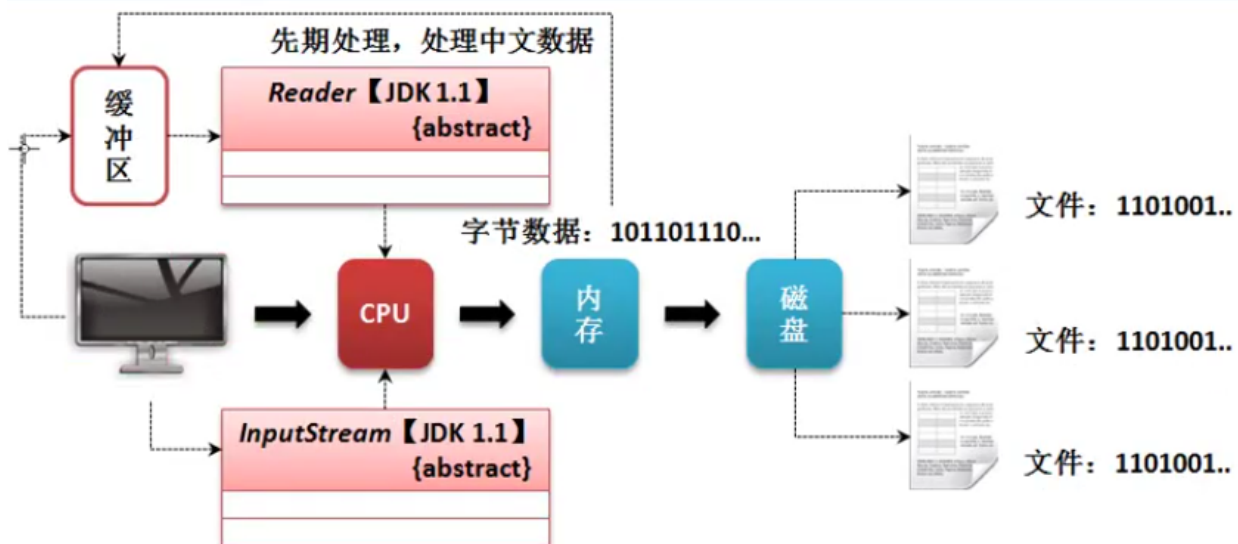 先期处理，处理中文数据
缓冲区
Reader【JDK 1.1】
{abstract}
字节数据：101101110...
CPU
内存
磁盘
文件：1101001..
文件：1101001..
文件：1101001..
InputStream【JDK 1.1】
{abstract}